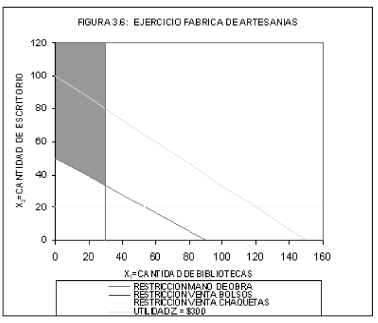 FIGURA 3.6: EJERCICIO FABRICA DE ARTESANIAS
120
100
80
60
40
20
0
X2=CANTIDAD DE ESCRITORIO
0 20 40 60 80 100 120 140 160
X1=CANTIDAD DE BIBLIOTECAS
RESTRICCION MANO DE OBRA
RESTRICCION VENTA BOLSOS
RESTRICCION VENTA CHAQUETAS
UTILIDAD Z = $300